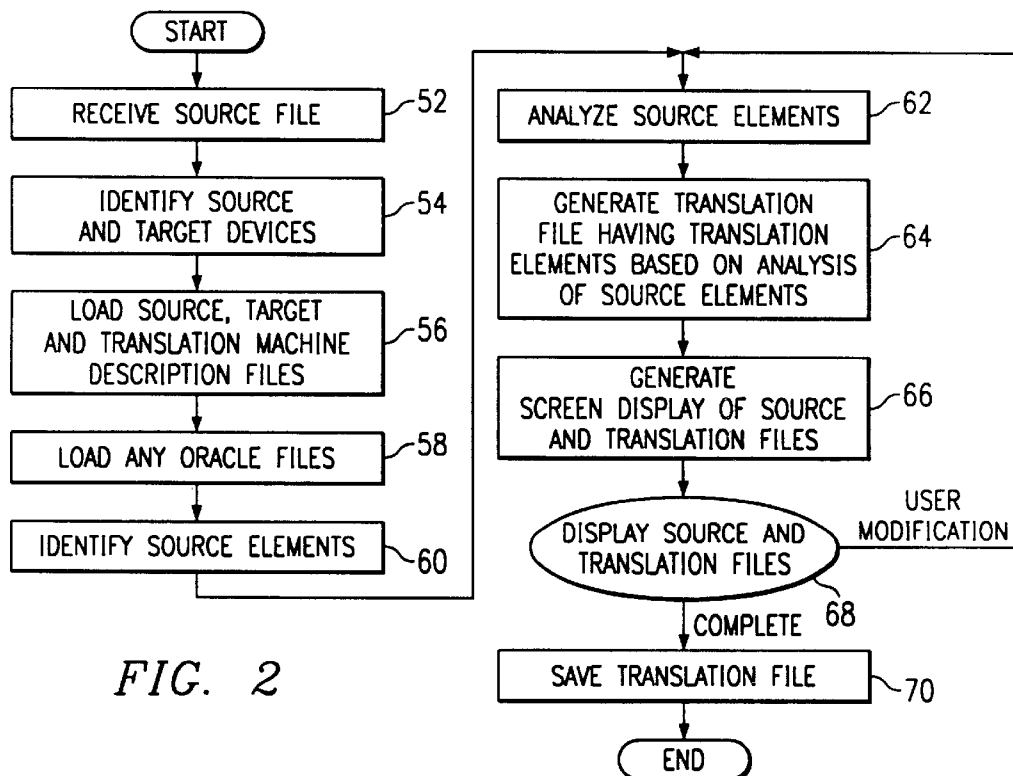 START
RECEIVE SOURCE FILE
52
IDENTIFY SOURCE
AND TARGET DEVICES
54
LOAD SOURCE, TARGET
AND TRANSLATION MACHINE
DESCRIPTION FILES
56
LOAD ANY ORACLE FILES
58
IDENTIFY SOURCE ELEMENTS
60
ANALYZE SOURCE ELEMENTS
62
GENERATE TRANSLATION
FILE HAVING TRANSLATION
ELEMENTS BASED ON ANALYSIS
OF SOURCE ELEMENTS
64
GENERATE
SCREEN DISPLAY OF SOURCE
AND TRANSLATION FILES
66
DISPLAY SOURCE AND
TRANSLATION FILES
68
USER
MODIFICATION
COMPLETE
SAVE TRANSLATION FILE
70
END
FIG. 2